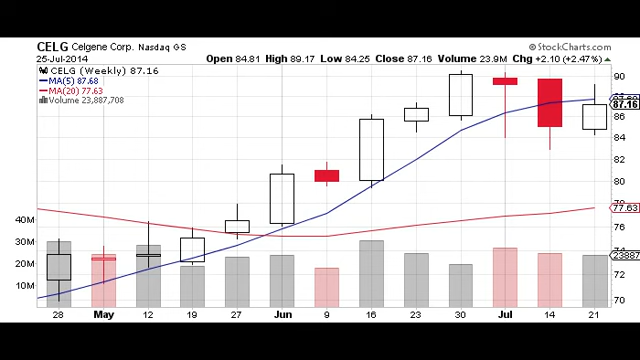 CELG Celgene Corp. Nasdaq GS
© StockCharts.com
25-Jul-2014 Open 84.81 High 89.17 Low 84.25 Close 87.16 Volume 23.9M Chg +2.10 (+2.47%)
CELG (Weekly) 87.16
MA(5) 87.68
MA(20) 77.63
Volume 23,887,708
90
87.16
86
84
82
80
78
77.63
76
74
23887
72
70
40M
30M
20M
10M
28 May 12 19 27 Jun 9 16 23 30 Jul 14 21